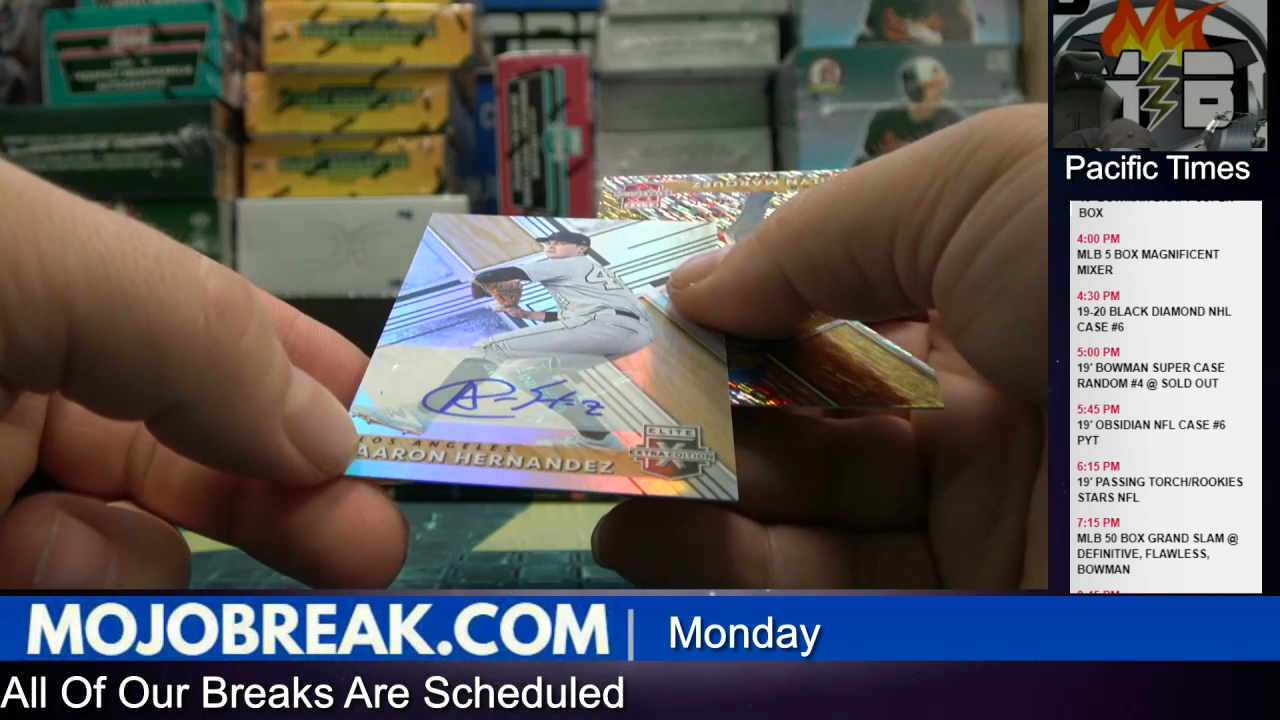 Pacific Times
BOX
4:00 PM
MLB 5 BOX MAGNIFICENT
MIXER
4:30 PM
19-20 BLACK DIAMOND NHL
CASE #6
5:00 PM
19' BOWMAN SUPER CASE
RANDOM #4 @ SOLD OUT
5:45 PM
19' OBSIDIAN NFL CASE #6
PYT
6:15 PM
19' PASSING TORCH/ROOKIES
STARS NFL
7:15 PM
MLB 50 BOX GRAND SLAM @
DEFINITIVE, FLAWLESS,
BOWMAN
LOS ANGELES
AARON HERNANDEZ
ELITE
EXTRA EDITION
MOJOBREAK.COM | Monday
All Of Our Breaks Are Scheduled